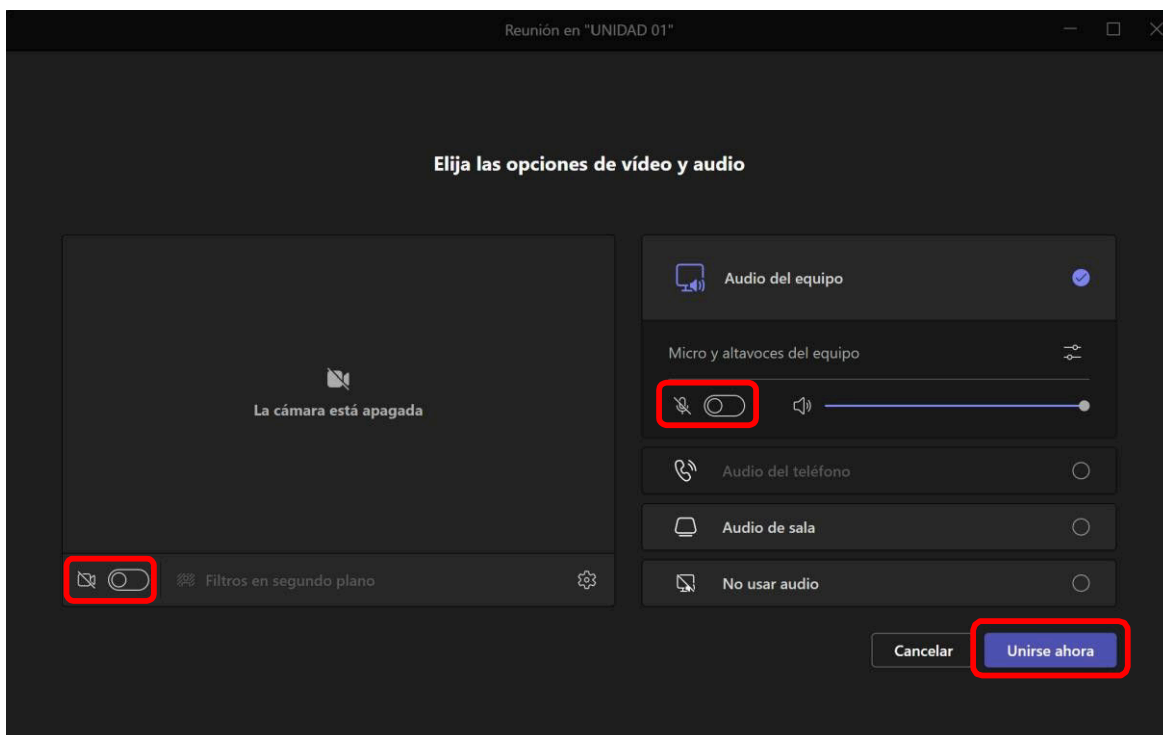 Reunión en "UNIDAD 01"
Elija las opciones de vídeo y audio
La cámara está apagada
Filtros en segundo plano
Audio del equipo
Micro y altavoces del equipo
Audio del teléfono
Audio de sala
No usar audio
Cancelar
Unirse ahora